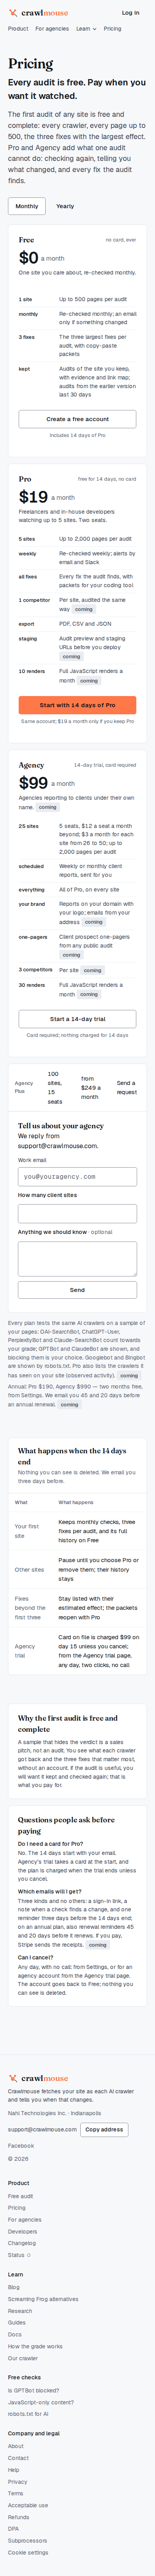 crawlmouse
Log in
Product For agencies Learn Pricing
Pricing
Every audit is free. Pay when you
want it watched.
The first audit of any site is free and
complete: every crawler, every page up to
500, the three fixes with the largest effect.
Pro and Agency add what one audit
cannot do: checking again, telling you
what changed, and every fix the audit
finds.
Monthly Yearly
Free
no card, ever
$0 a month
One site you care about, re-checked monthly.
1 site Up to 500 pages per audit
monthly Re-checked monthly; an email
only if something changed
3 fixes The three largest fixes per
audit, with copy-paste
packets
kept Audits of the site you keep,
with the evidence and link map;
audits from the earlier version
last 30 days
Create a free account
Includes 14 days of Pro
Pro
free for 14 days, no card
$19 a month
Freelancers and in-house developers
watching up to 5 sites. Two seats.
5 sites Up to 2,000 pages per audit
weekly Re-checked weekly; alerts by
email and Slack
all fixes Every fix the audit finds, with
packets for your coding tool
1 competitor Per site, audited the same
way coming
export PDF, CSV and JSON
staging Audit preview and staging
URLs before you deploy
coming
10 renders Full JavaScript renders a
month coming
Start with 14 days of Pro
Same account; $19 a month only if you keep Pro
Agency
14-day trial, card required
$99 a month
Agencies reporting to clients under their own
name. coming
25 sites 5 seats, $12 a seat a month
beyond; $3 a month for each
site from 26 to 50; up to
2,000 pages per audit
scheduled Weekly or monthly client
reports, sent for you
everything All of Pro, on every site
your brand Reports on your domain with
your logo; emails from your
address coming
one-pagers Client prospect one-pagers
from any public audit
coming
3 competitors Per site coming
30 renders Full JavaScript renders a
month coming
Start a 14-day trial
Card required; nothing charged for 14 days
Agency
Plus
100
sites,
15
seats
from
$249 a
month
Send a
request
Tell us about your agency
We reply from
support@crawlmouse.com.
Work email
you@youragency.com
How many client sites
Anything we should know · optional
Send
Every plan tests the same AI crawlers on a sample of
your pages: OAI-SearchBot, ChatGPT-User,
PerplexityBot and Claude-SearchBot count towards
your grade; GPTBot and ClaudeBot are shown, and
blocking them is your choice. Googlebot and Bingbot
are shown by robots.txt. Pro also lists the crawlers it
has seen on your site (observed activity). coming
Annual: Pro $190, Agency $990 — two months free,
from Settings. We email you 45 and 20 days before
an annual renewal. coming
What happens when the 14 days
end
Nothing you can see is deleted. We email you
three days before.
What What happens
Your first
site
Keeps monthly checks, three
fixes per audit, and its full
history on Free
Other sites
Pause until you choose Pro or
remove them; their history
stays
Fixes
beyond the
first three
Stay listed with their
estimated effect; the packets
reopen with Pro
Agency
trial
Card on file is charged $99 on
day 15 unless you cancel;
from the Agency trial page,
any day, two clicks, no call
Why the first audit is free and
complete
A sample that hides the verdict is a sales
pitch, not an audit. You see what each crawler
got back and the three fixes that matter most,
without an account. If the audit is useful, you
will want it kept and checked again; that is
what you pay for.
Questions people ask before
paying
Do I need a card for Pro?
No. The 14 days start with your email.
Agency's trial takes a card at the start, and
the plan is charged when the trial ends unless
you cancel.
Which emails will I get?
Three kinds and no others: a sign-in link, a
note when a check finds a change, and one
reminder three days before the 14 days end;
on an annual plan, also renewal reminders 45
and 20 days before it renews. If you pay,
Stripe sends the receipts. coming
Can I cancel?
Any day, with no call: from Settings, or for an
agency account from the Agency trial page.
The account goes back to Free; nothing you
can see is deleted.
crawlmouse
Crawlmouse fetches your site as each AI crawler
and tells you what that changes.
Nahl Technologies Inc. · Indianapolis
support@crawlmouse.com Copy address
Facebook
© 2026
Product
Free audit
Pricing
For agencies
Developers
Changelog
Status
Learn
Blog
Screaming Frog alternatives
Research
Guides
Docs
How the grade works
Our crawler
Free checks
Is GPTBot blocked?
JavaScript-only content?
robots.txt for AI
Company and legal
About
Contact
Help
Privacy
Terms
Acceptable use
Refunds
DPA
Subprocessors
Cookie settings